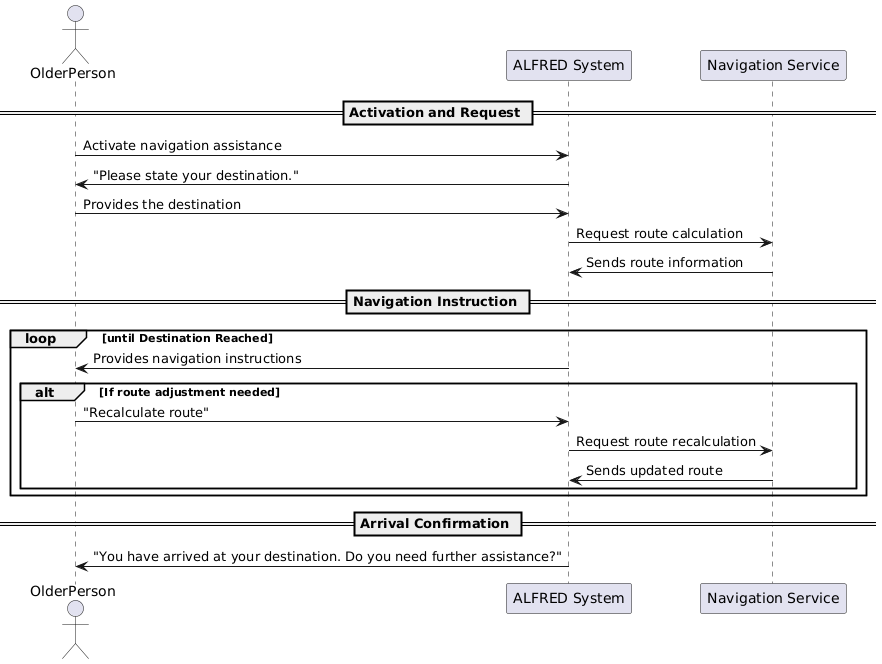 OlderPerson
ALFRED System
Navigation Service
Activation and Request
Activate navigation assistance
"Please state your destination."
Provides the destination
Request route calculation
Sends route information
Navigation Instruction
loop [until Destination Reached]
Provides navigation instructions
alt [If route adjustment needed]
"Recalculate route"
Request route recalculation
Sends updated route
Arrival Confirmation
"You have arrived at your destination. Do you need further assistance?"
OlderPerson
ALFRED System
Navigation Service